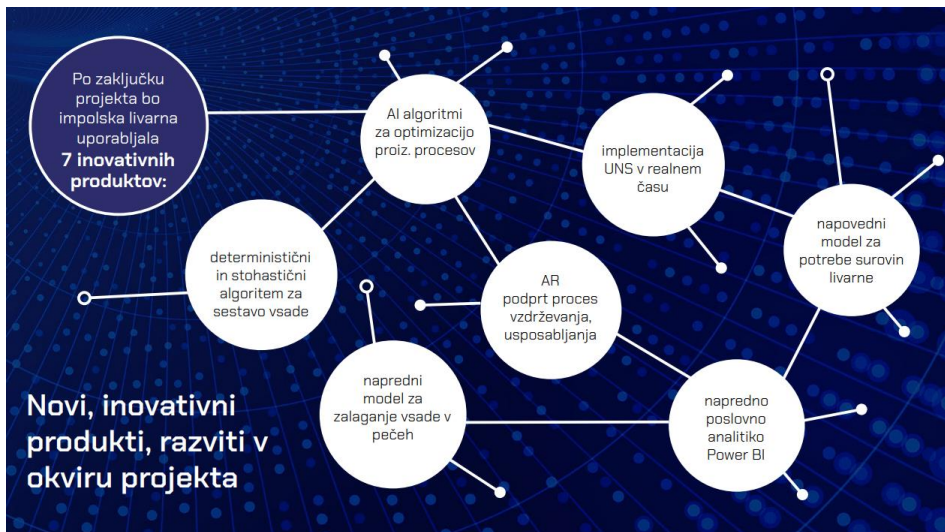 Po zaključku
projekta bo
impolska livarna
uporabljala
7 inovativnih
produktov:
AI algoritmi
za optimizacijo
proiz. procesov
implementacija
UNS v realnem
času
napovedni
model za
potrebe surovin
livarne
deterministični
in stohastični
algoritem za
sestavo vsade
AR
podprt proces
vzdrževanja,
usposabljanja
napredni
model za
zalaganje vsade v
pečeh
napredno
poslovno
analitiko
Power BI
Novi, inovativni
produkti, razviti v
okviru projekta